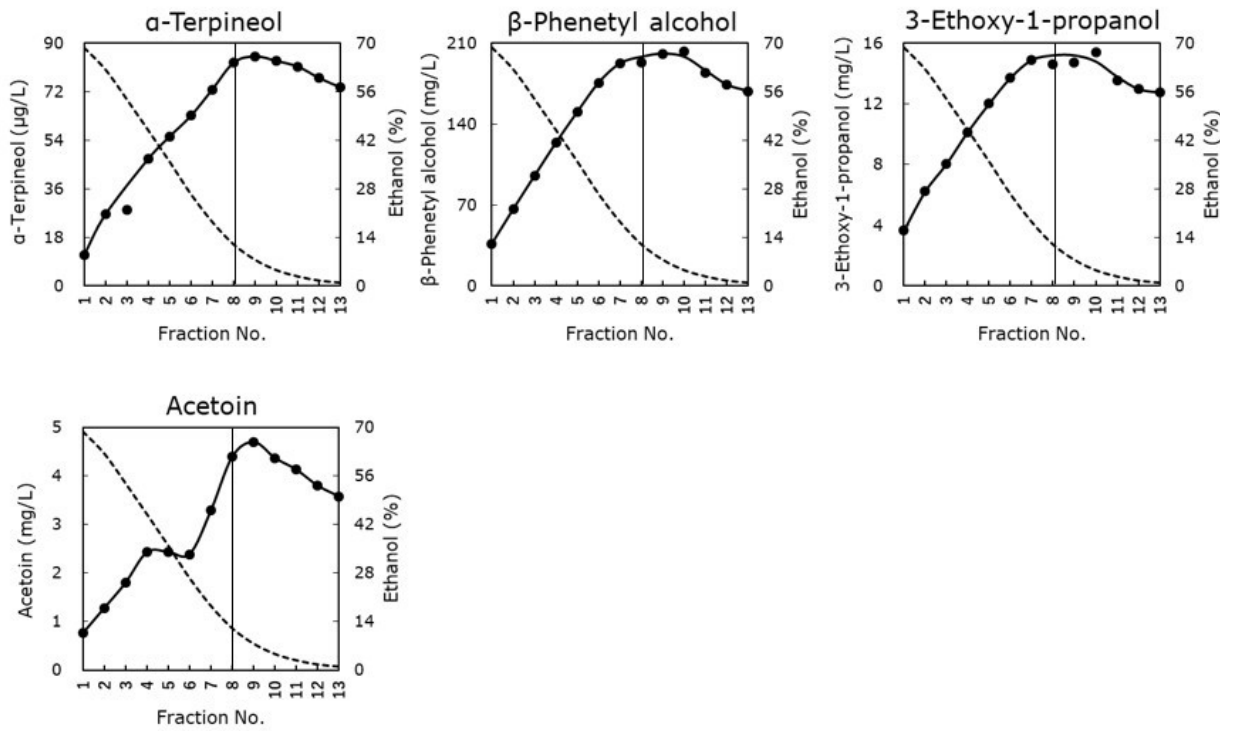 α-Terpineol
90
72
54
36
18
0
α-Terpineol (µg/L)
70
56
42
28
14
0
Ethanol (%)
1 2 3 4 5 6 7 8 9 10 11 12 13
Fraction No.
β-Phenetyl alcohol
210
140
70
0
β-Phenetyl alcohol (mg/L)
70
56
42
28
14
0
Ethanol (%)
1 2 3 4 5 6 7 8 9 10 11 12 13
Fraction No.
3-Ethoxy-1-propanol
16
12
8
4
0
3-Ethoxy-1-propanol (mg/L)
70
56
42
28
14
0
Ethanol (%)
1 2 3 4 5 6 7 8 9 10 11 12 13
Fraction No.
Acetoin
5
4
3
2
1
0
Acetoin (mg/L)
70
56
42
28
14
0
Ethanol (%)
1 2 3 4 5 6 7 8 9 10 11 12 13
Fraction No.